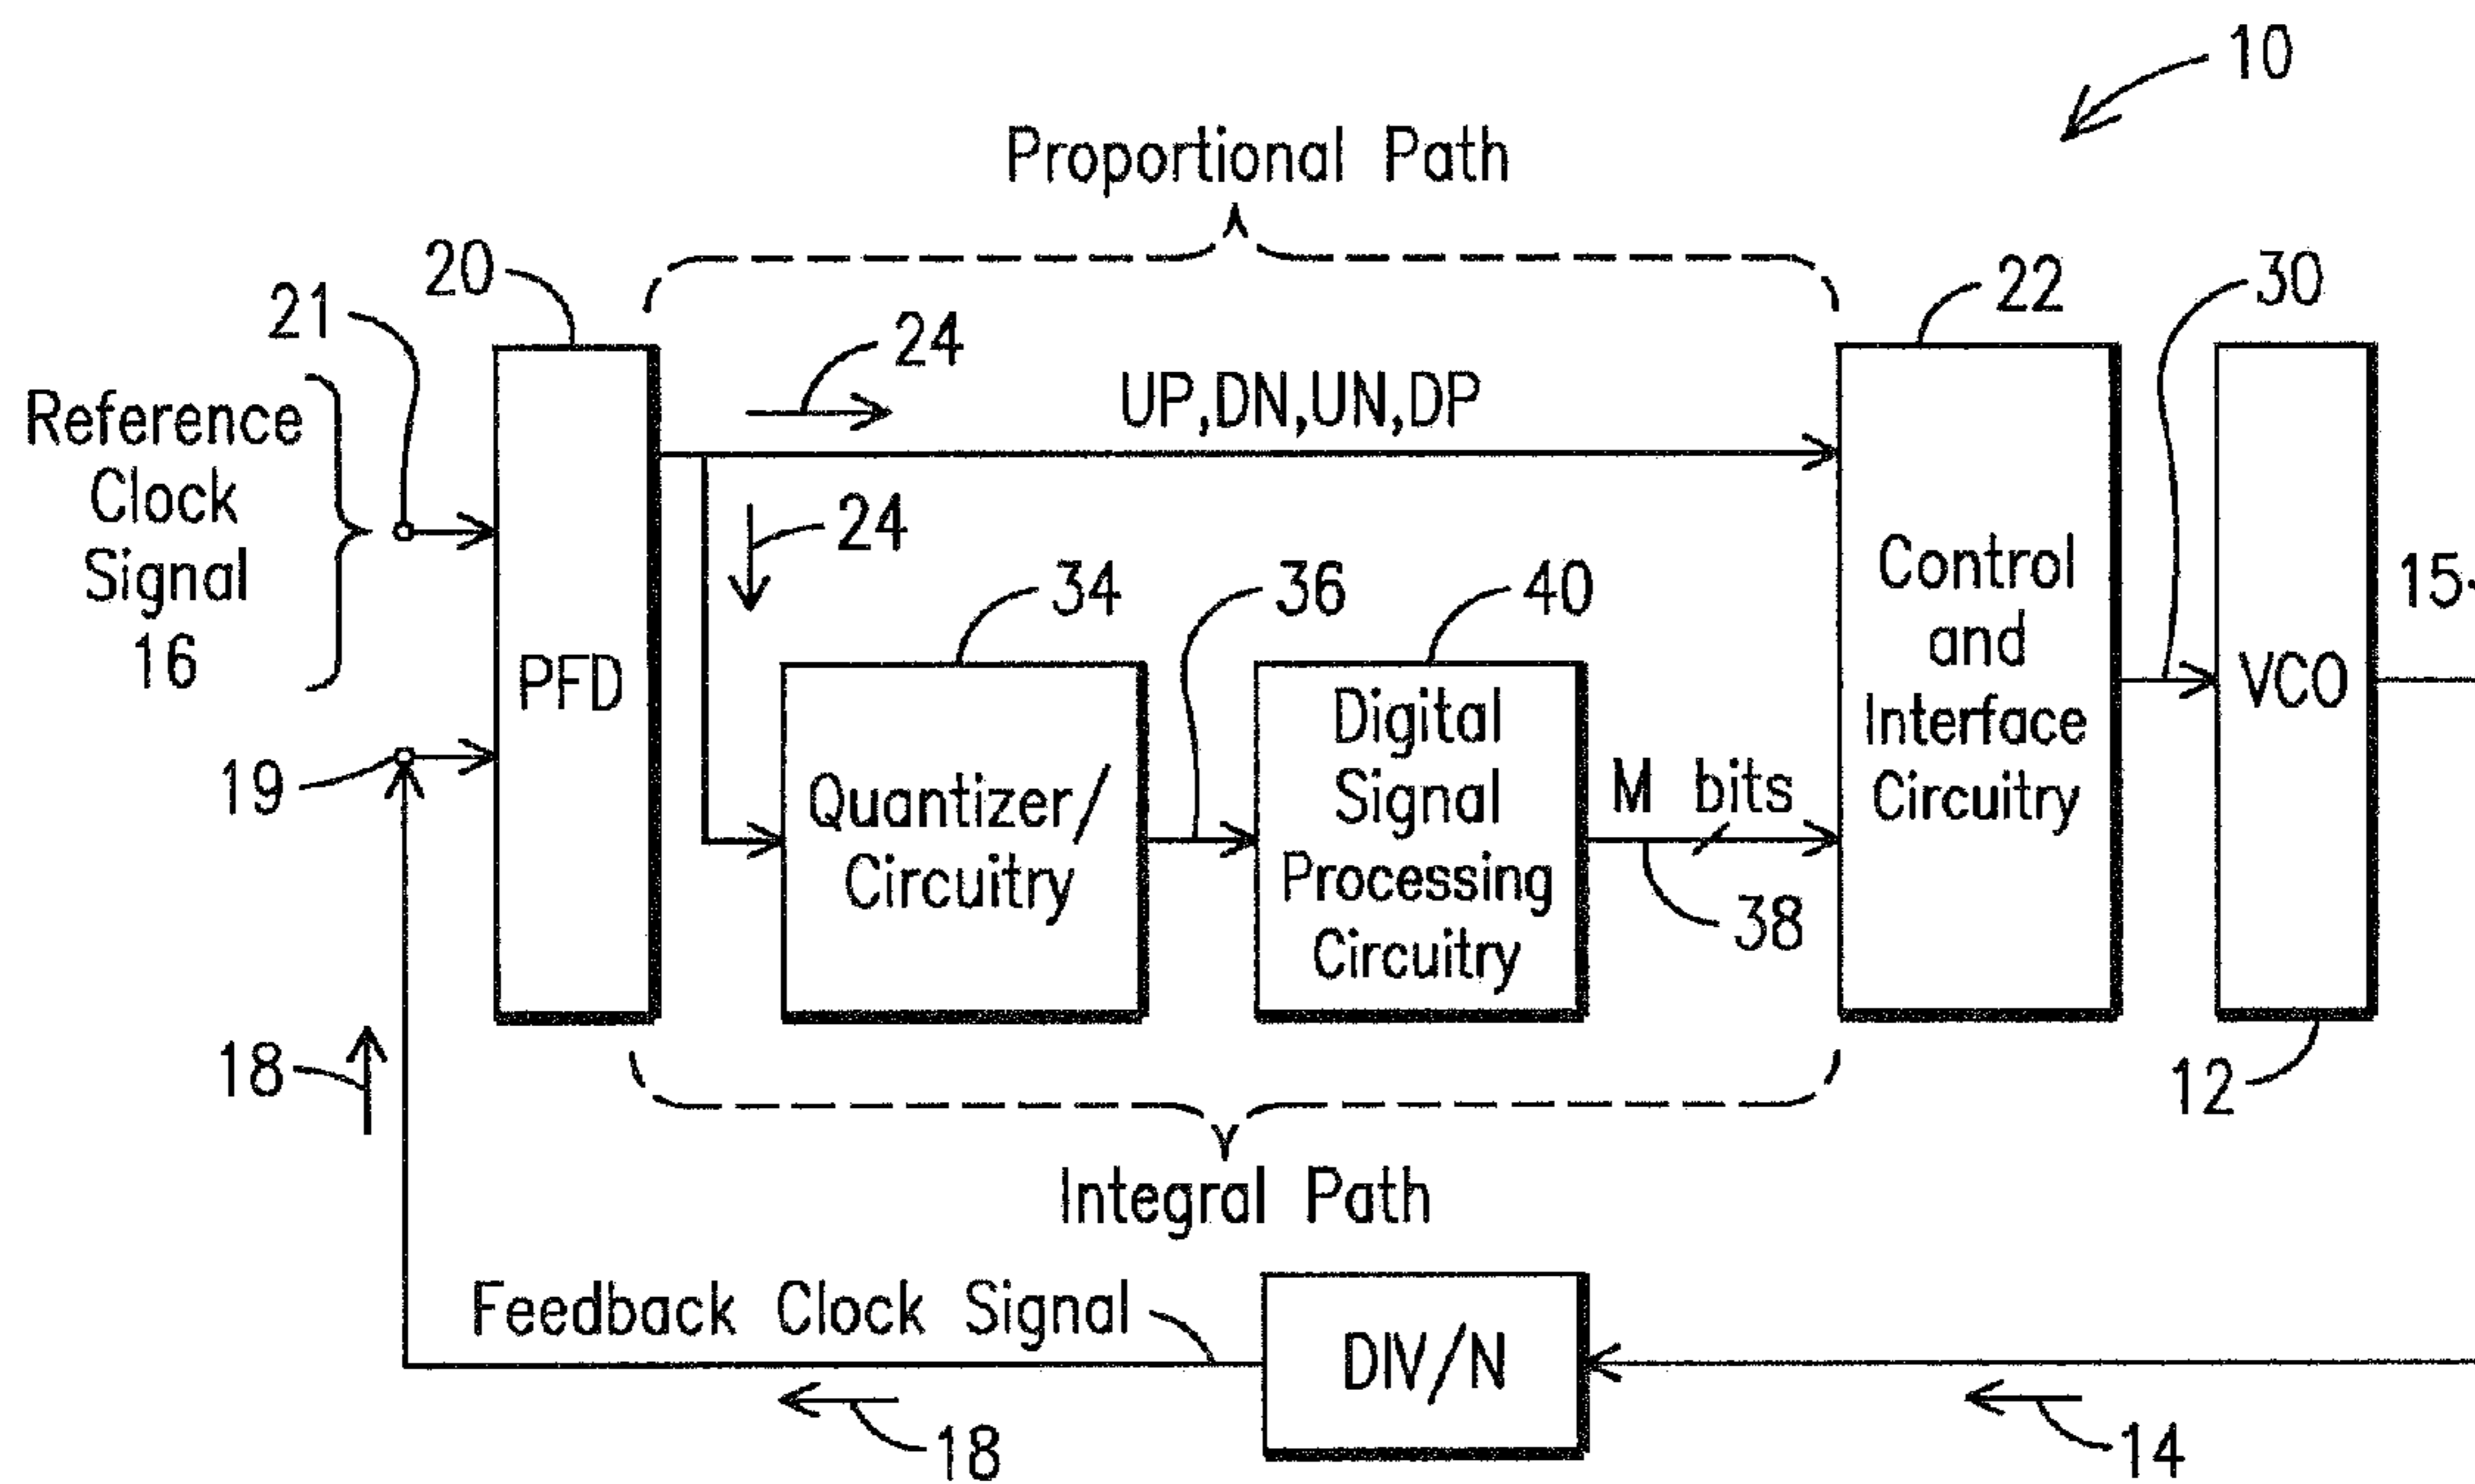 10
Proportional Path
20
21
24
22
30
UP,DN,UN,DP
Reference
Clock
Signal
16
24
34
36
40
15
PFD
Control
and
Interface
Circuitry
VCO
19
Quantizer/
Circuitry
Digital
Signal
Processing
Circuitry
M bits
38
18
12
Integral Path
Feedback Clock Signal
DIV/N
18
14